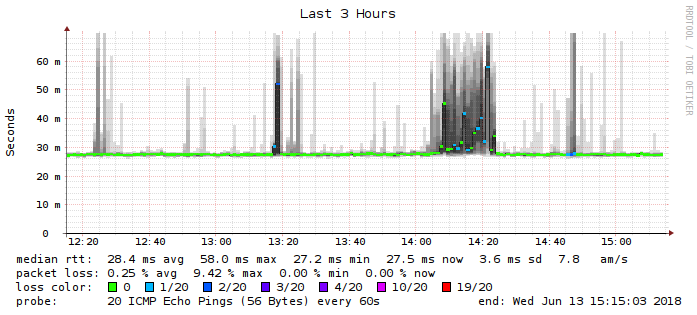 Last 3 Hours
RRDTOOL / TOBI OETIKER
Seconds
60 m
50 m
40 m
30 m
20 m
10 m
0
12:20 12:40 13:00 13:20 13:40 14:00 14:20 14:40 15:00
median rtt: 28.4 ms avg 58.0 ms max 27.2 ms min 27.5 ms now 3.6 ms sd 7.8 am/s
packet loss: 0.25 % avg 9.42 % max 0.00 % min 0.00 % now
loss color: 0 1/20 2/20 3/20 4/20 10/20 19/20
probe: 20 ICMP Echo Pings (56 Bytes) every 60s end: Wed Jun 13 15:15:03 2018